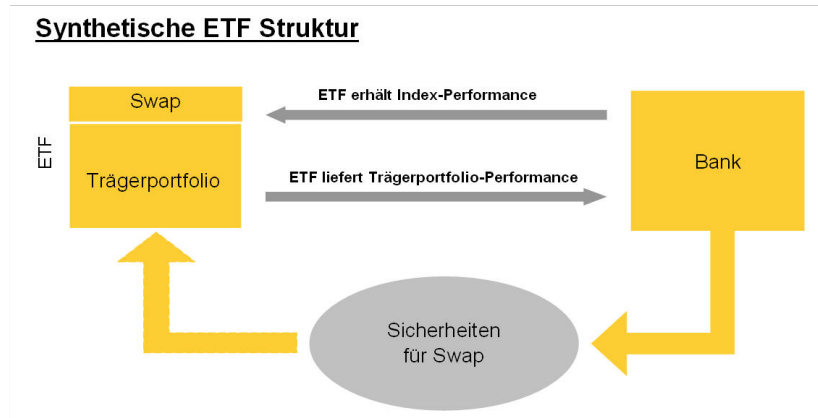 Synthetische ETF Struktur
Swap
ETF erhält Index-Performance
ETF
Trägerportfolio
Bank
ETF liefert Trägerportfolio-Performance
Sicherheiten
für Swap